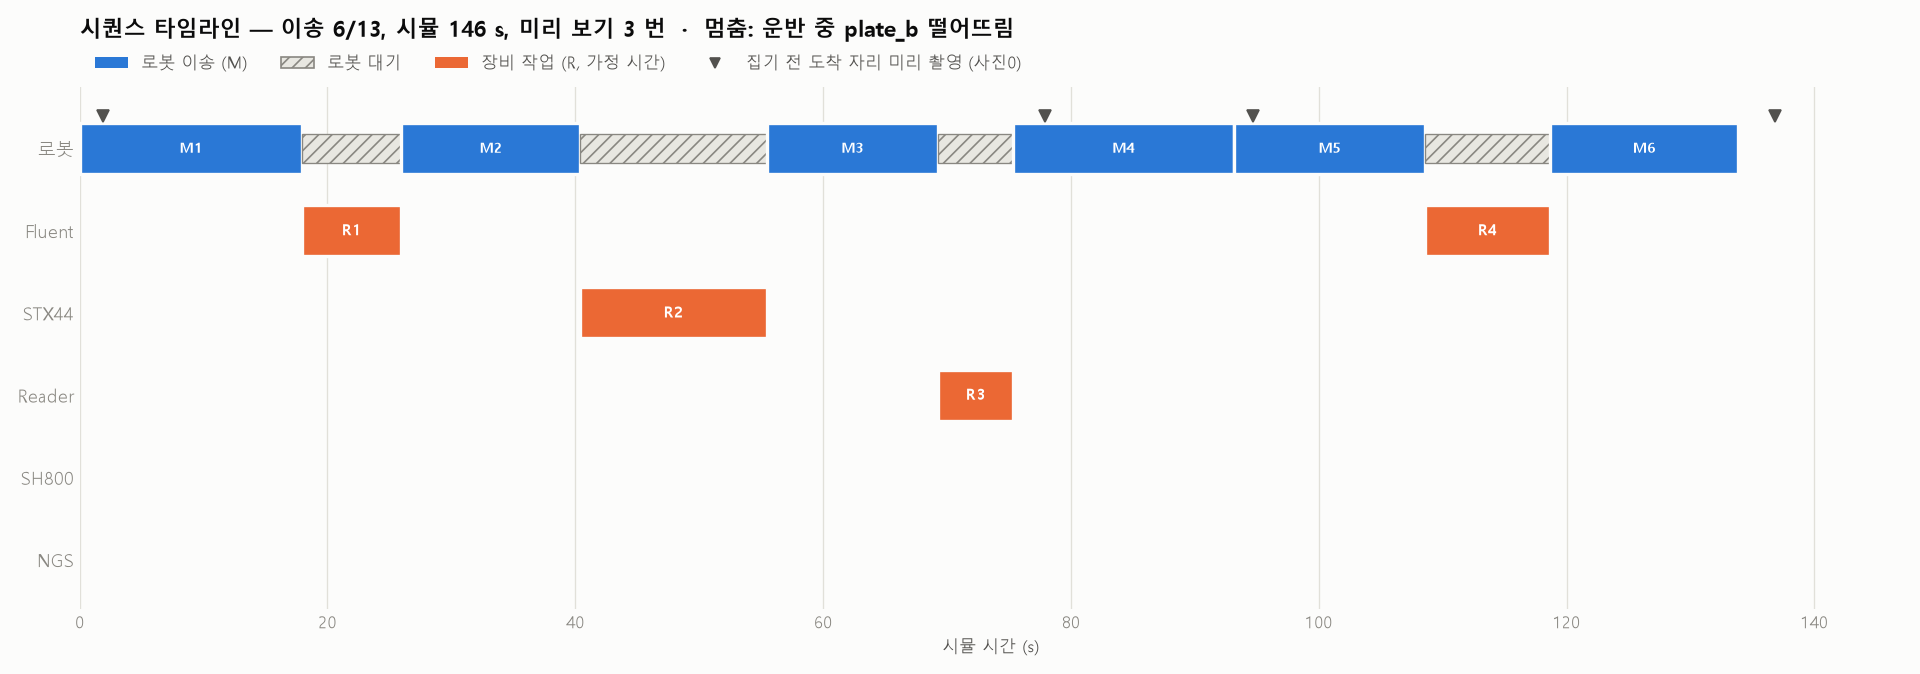 시퀀스 타임라인 — 이송 6/13, 시뮬 146 s, 미리 보기 3 번 · 멈춤: 운반 중 plate_b 떨어뜨림
로봇 이송 (M) 로봇 대기 장비 작업 (R, 가정 시간) 집기 전 도착 자리 미리 촬영 (사진0)
로봇 M1 M2 M3 M4 M5 M6
Fluent R1 R4
STX44 R2
Reader R3
SH800
NGS
0 20 40 60 80 100 120 140
시뮬 시간 (s)